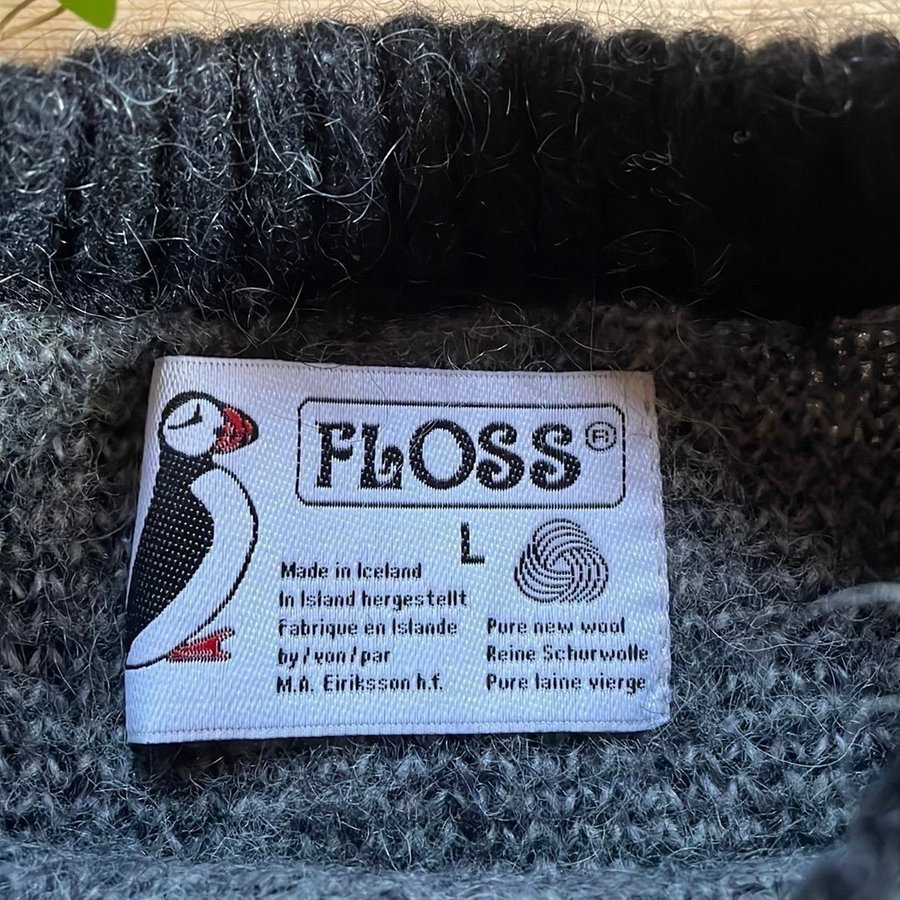 FLOSS®
L
Made in Iceland
In Island hergestellt
Fabrique en Islande
by/von/par
M.A. Eiriksson h.f.
Pure new wool
Reine Schurwolle
Pure laine vierge